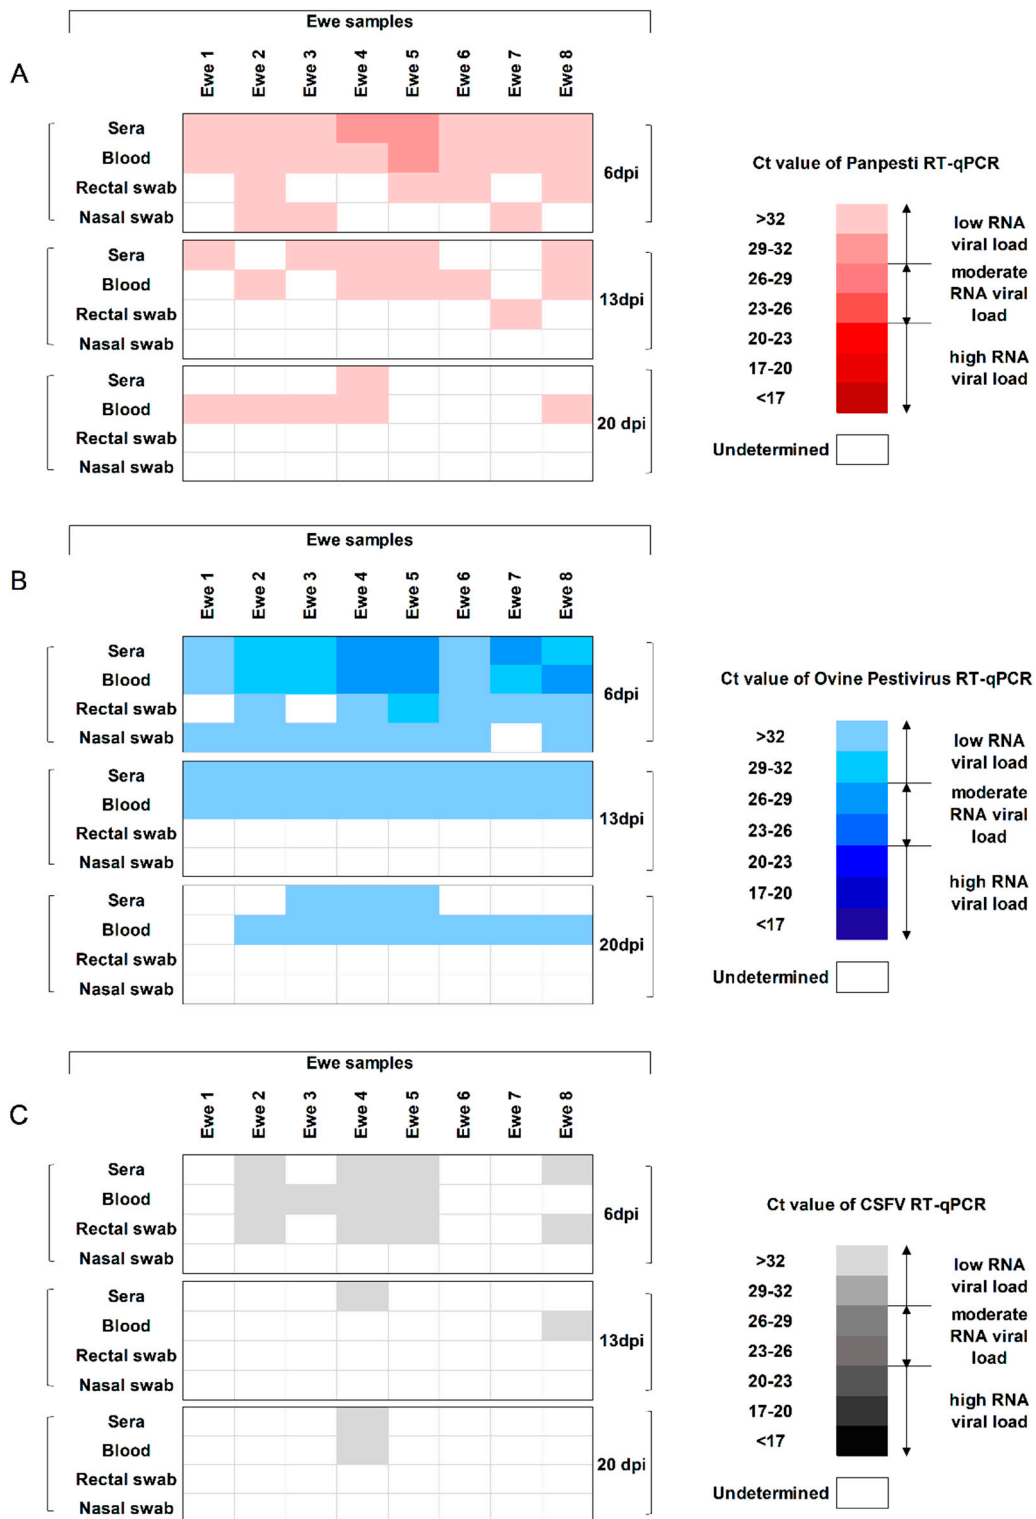 Ewe samples
A
Ewe 1
Ewe 2
Ewe 3
Ewe 4
Ewe 5
Ewe 6
Ewe 7
Ewe 8
Sera
Blood
Rectal swab
Nasal swab
6dpi
Sera
Blood
Rectal swab
Nasal swab
13dpi
Sera
Blood
Rectal swab
Nasal swab
20 dpi
Ct value of Panpesti RT-qPCR
>32
29-32
26-29
23-26
20-23
17-20
<17
Undetermined
low RNA
viral load
moderate
RNA viral
load
high RNA
viral load
Ewe samples
B
Ewe 1
Ewe 2
Ewe 3
Ewe 4
Ewe 5
Ewe 6
Ewe 7
Ewe 8
Sera
Blood
Rectal swab
Nasal swab
6dpi
Sera
Blood
Rectal swab
Nasal swab
13dpi
Sera
Blood
Rectal swab
Nasal swab
20dpi
Ct value of Ovine Pestivirus RT-qPCR
>32
29-32
26-29
23-26
20-23
17-20
<17
Undetermined
low RNA
viral load
moderate
RNA viral
load
high RNA
viral load
Ewe samples
C
Ewe 1
Ewe 2
Ewe 3
Ewe 4
Ewe 5
Ewe 6
Ewe 7
Ewe 8
Sera
Blood
Rectal swab
Nasal swab
6dpi
Sera
Blood
Rectal swab
Nasal swab
13dpi
Sera
Blood
Rectal swab
Nasal swab
20 dpi
Ct value of CSFV RT-qPCR
>32
29-32
26-29
23-26
20-23
17-20
<17
Undetermined
low RNA
viral load
moderate
RNA viral
load
high RNA
viral load